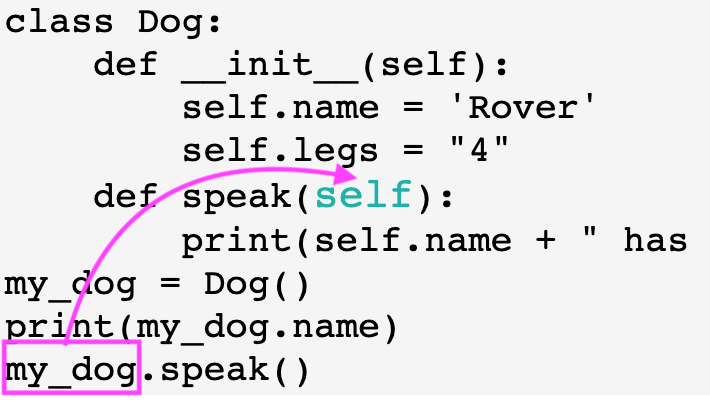 class Dog:
    def __init__(self):
        self.name = 'Rover'
        self.legs = "4"
    def speak(self):
        print(self.name + " has
my_dog = Dog()
print(my_dog.name)
my_dog.speak()